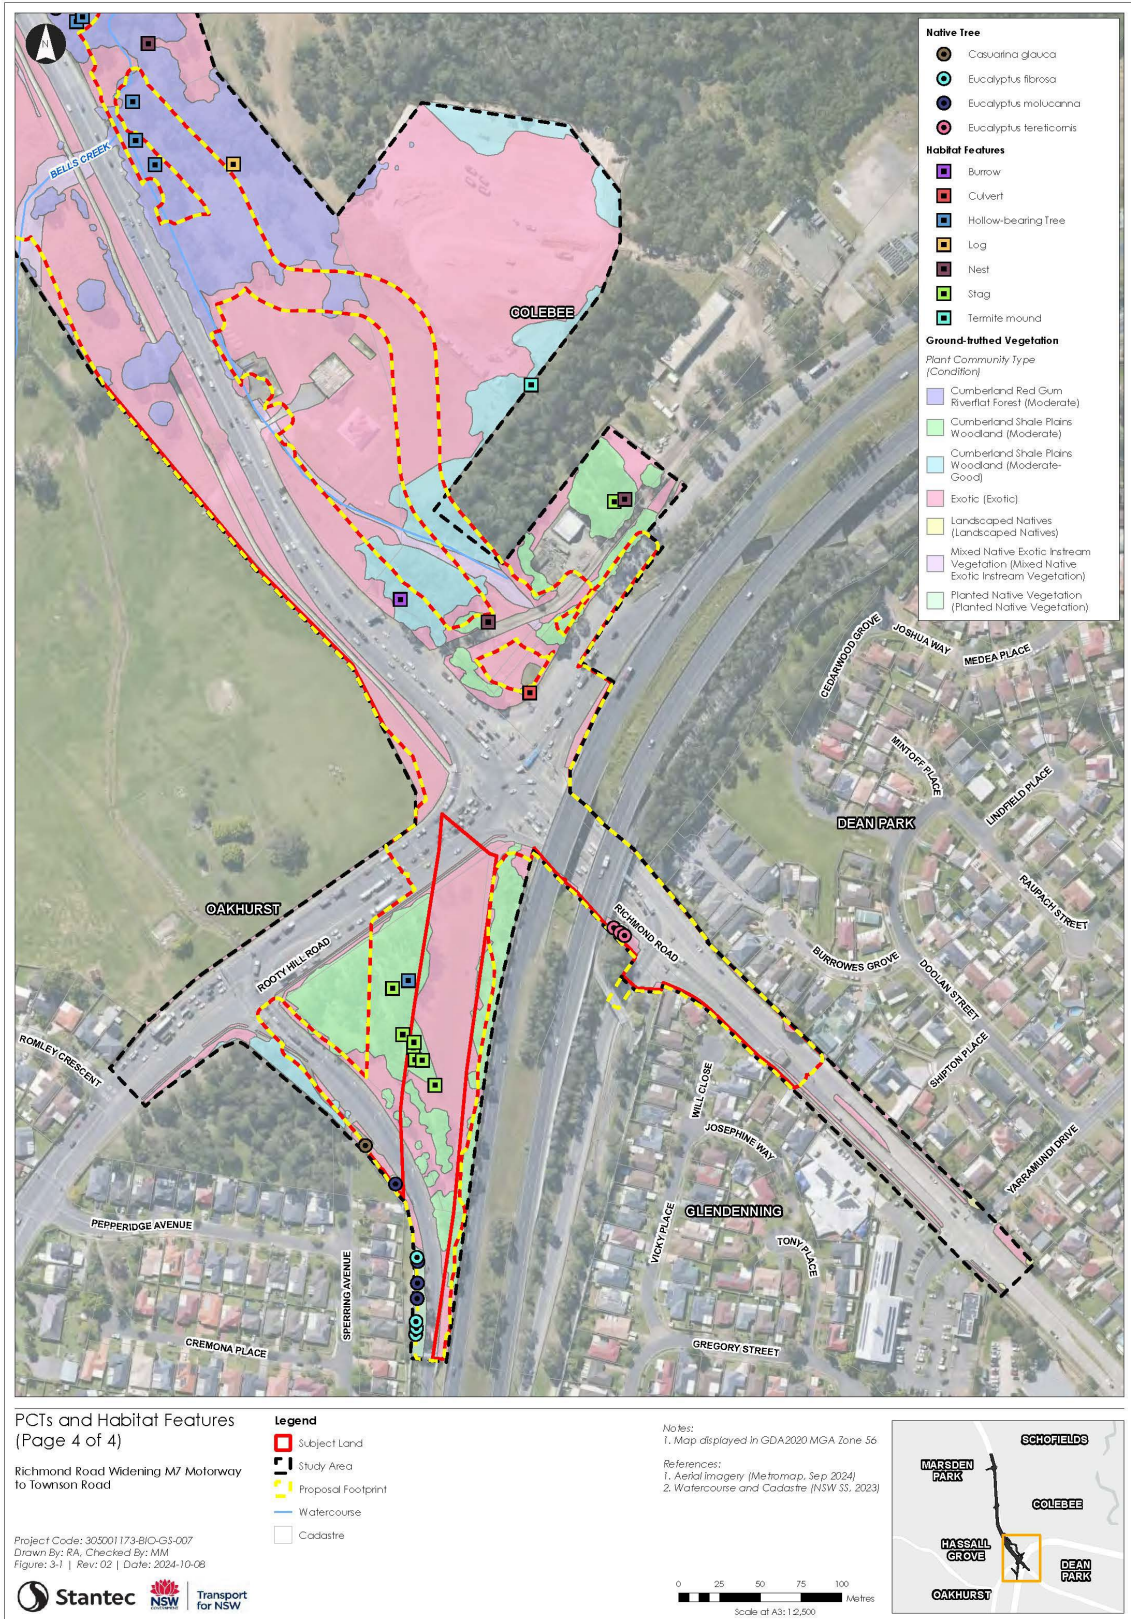 N
BELLS CREEK
COLEBEE
OAKHURST
ROOTY HILL ROAD
ROMLEY CRESCENT
RICHMOND ROAD
DEAN PARK
CEDARWOOD GROVE
JOSHUA WAY
MEDEA PLACE
MINTOFF PLACE
LINDFIELD PLACE
RAUPACH STREET
BURROWES GROVE
DOOLAN STREET
SHIPTON PLACE
YARRAMUNDI DRIVE
WILL CLOSE
JOSEPHINE WAY
GLENDENNING
VICKY PLACE
TONY PLACE
GREGORY STREET
PEPPERIDGE AVENUE
SPERRING AVENUE
CREMONA PLACE
Native Tree
Casuarina glauca
Eucalyptus fibrosa
Eucalyptus molucanna
Eucalyptus tereticornis
Habitat Features
Burrow
Culvert
Hollow-bearing Tree
Log
Nest
Stag
Termite mound
Ground-truthed Vegetation
Plant Community Type
(Condition)
Cumberland Red Gum
Riverflat Forest (Moderate)
Cumberland Shale Plains
Woodland (Moderate)
Cumberland Shale Plains
Woodland (Moderate-
Good)
Exotic (Exotic)
Landscaped Natives
(Landscaped Natives)
Mixed Native Exotic Instream
Vegetation (Mixed Native
Exotic Instream Vegetation)
Planted Native Vegetation
(Planted Native Vegetation)
PCTs and Habitat Features
(Page 4 of 4)
Richmond Road Widening M7 Motorway
to Townson Road
Project Code: 305001173-BIO-GS-007
Drawn By: RA, Checked By: MM
Figure: 3-1 | Rev: 02 | Date: 2024-10-08
Stantec
NSW
GOVERNMENT
Transport
for NSW
Legend
Subject Land
Study Area
Proposal Footprint
Watercourse
Cadastre
Notes:
1. Map displayed in GDA2020 MGA Zone 56
References:
1. Aerial imagery (Metromap, Sep 2024)
2. Watercourse and Cadastre (NSW SS, 2023)
0 25 50 75 100
Metres
Scale at A3: 1:2,500
SCHOFIELDS
MARSDEN
PARK
COLEBEE
HASSALL
GROVE
DEAN
PARK
OAKHURST